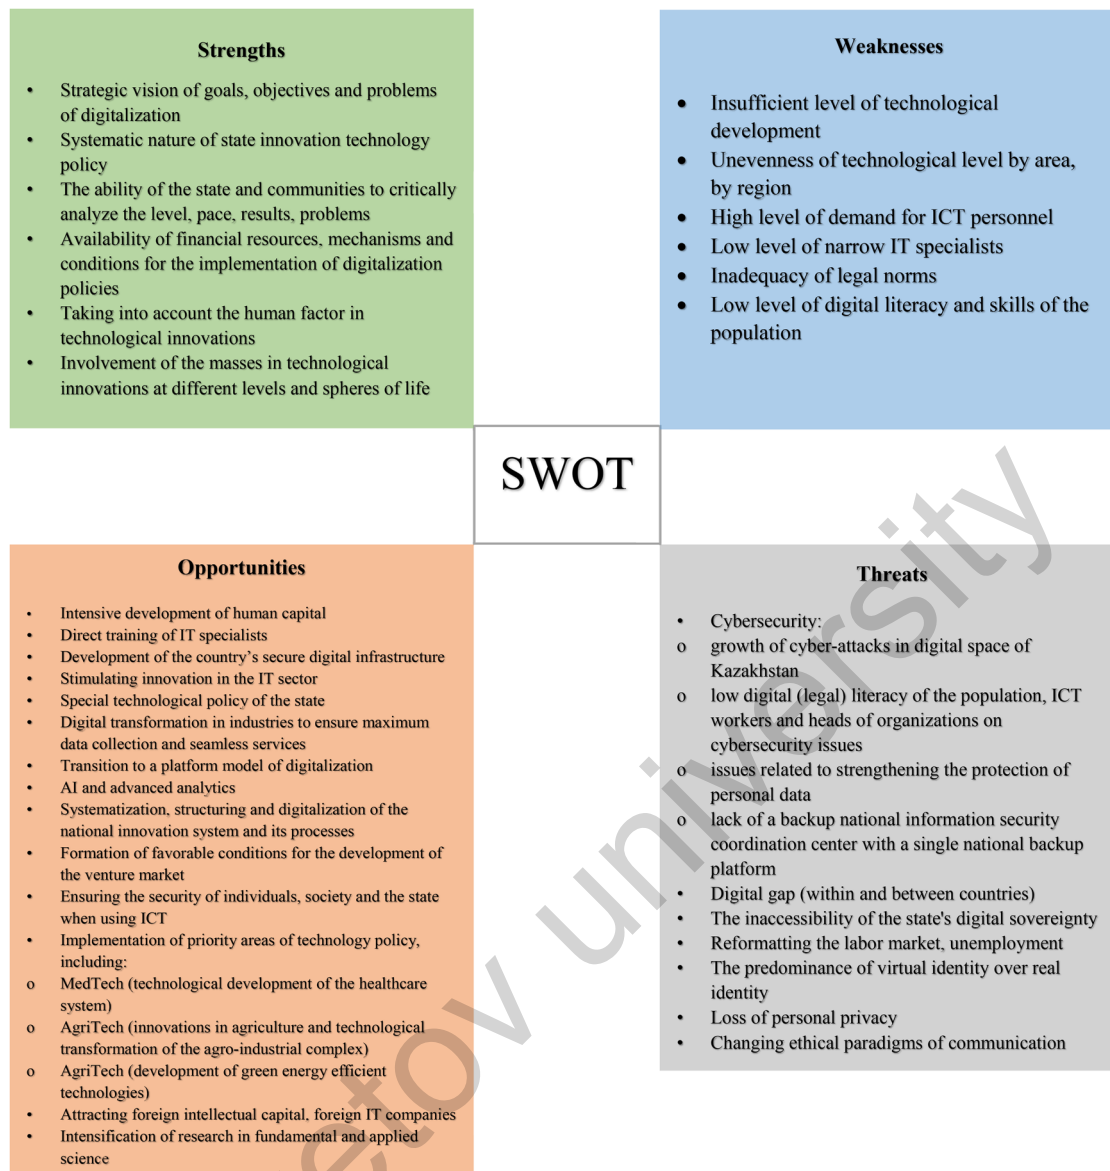 Strengths
• Strategic vision of goals, objectives and problems
of digitalization
• Systematic nature of state innovation technology
policy
• The ability of the state and communities to critically
analyze the level, pace, results, problems
• Availability of financial resources, mechanisms and
conditions for the implementation of digitalization
policies
• Taking into account the human factor in
technological innovations
• Involvement of the masses in technological
innovations at different levels and spheres of life
Weaknesses
• Insufficient level of technological
development
• Unevenness of technological level by area,
by region
• High level of demand for ICT personnel
• Low level of narrow IT specialists
• Inadequacy of legal norms
• Low level of digital literacy and skills of the
population
SWOT
Opportunities
• Intensive development of human capital
• Direct training of IT specialists
• Development of the country’s secure digital infrastructure
• Stimulating innovation in the IT sector
• Special technological policy of the state
• Digital transformation in industries to ensure maximum
data collection and seamless services
• Transition to a platform model of digitalization
• AI and advanced analytics
• Systematization, structuring and digitalization of the
national innovation system and its processes
• Formation of favorable conditions for the development of
the venture market
• Ensuring the security of individuals, society and the state
when using ICT
• Implementation of priority areas of technology policy,
including:
o MedTech (technological development of the healthcare
system)
o AgriTech (innovations in agriculture and technological
transformation of the agro-industrial complex)
o AgriTech (development of green energy efficient
technologies)
• Attracting foreign intellectual capital, foreign IT companies
• Intensification of research in fundamental and applied
science
Threats
• Cybersecurity:
o growth of cyber-attacks in digital space of
Kazakhstan
o low digital (legal) literacy of the population, ICT
workers and heads of organizations on
cybersecurity issues
o issues related to strengthening the protection of
personal data
o lack of a backup national information security
coordination center with a single national backup
platform
• Digital gap (within and between countries)
• The inaccessibility of the state's digital sovereignty
• Reformatting the labor market, unemployment
• The predominance of virtual identity over real
identity
• Loss of personal privacy
• Changing ethical paradigms of communication
etov university